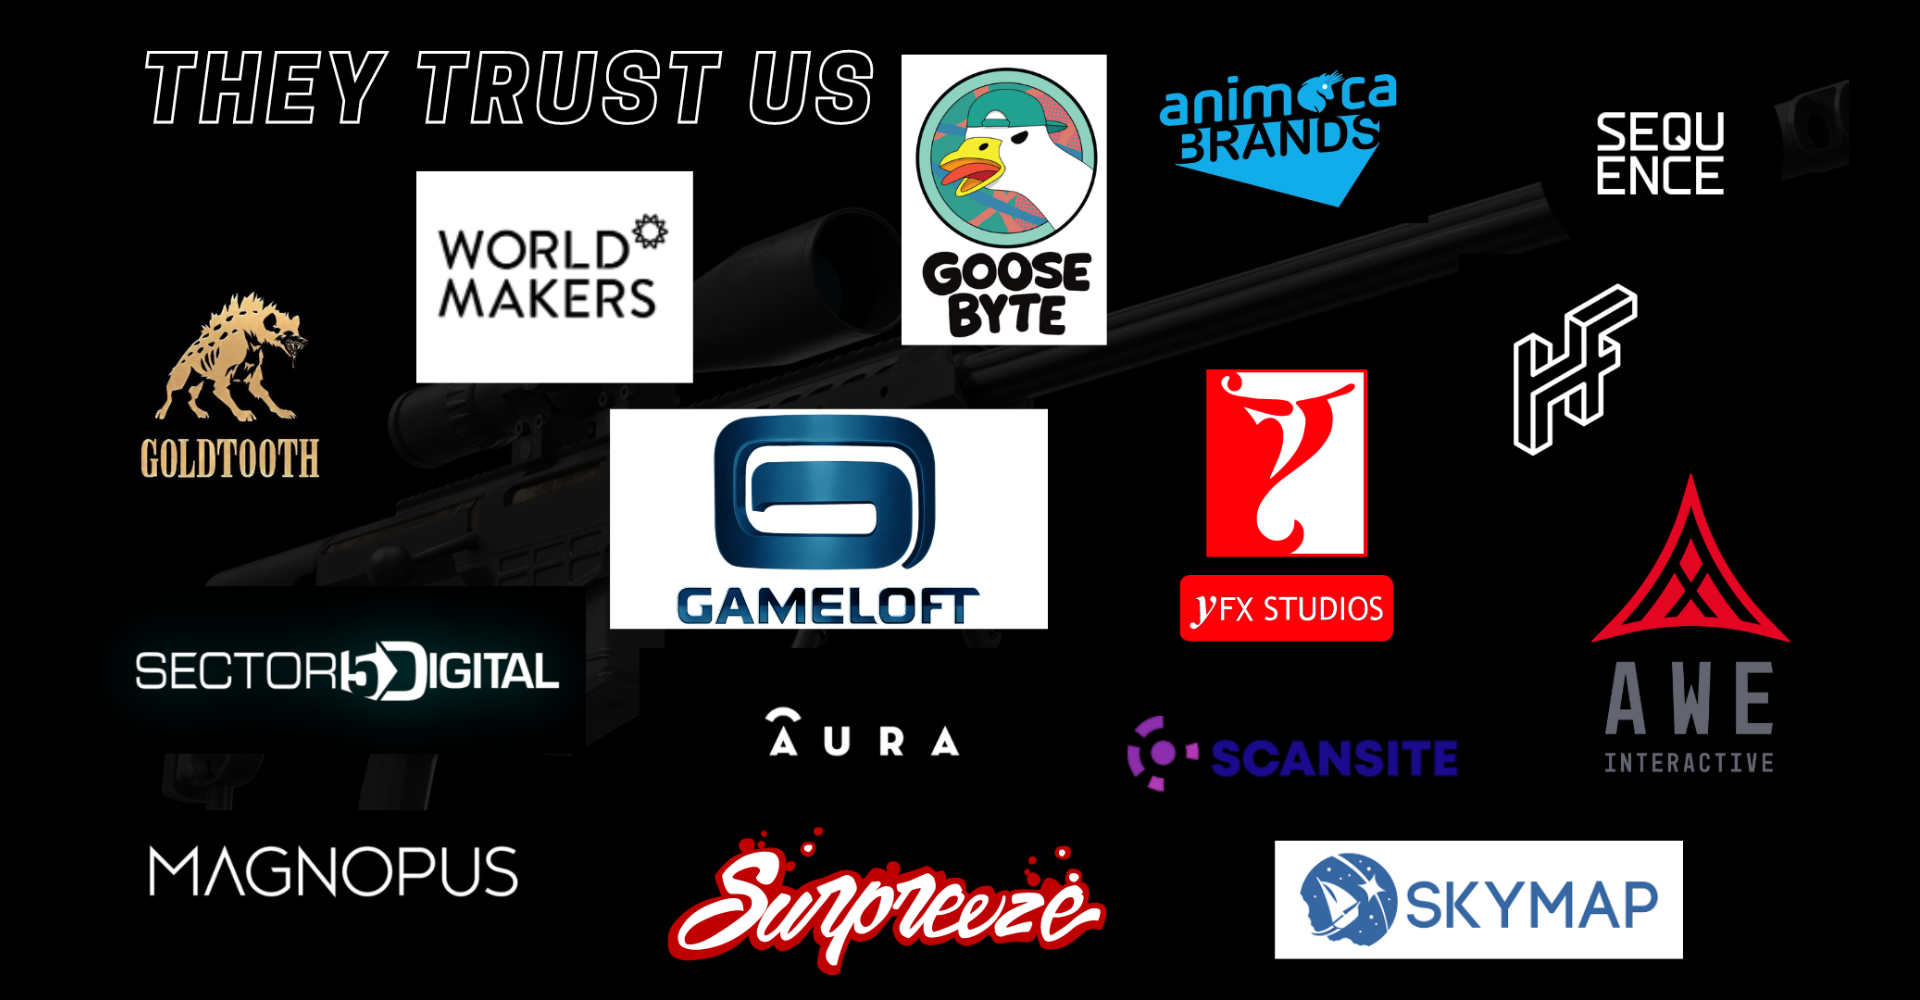 THEY TRUST US
WORLD
MAKERS
GOOSE
BYTE
animoca
BRANDS
SEQU
ENCE
GOLDTOOTH
GAMELOFT
yFX STUDIOS
HF
SECTOR5DIGITAL
AURA
SCANSITE
AWE
INTERACTIVE
MAGNOPUS
Surpreeze
SKYMAP